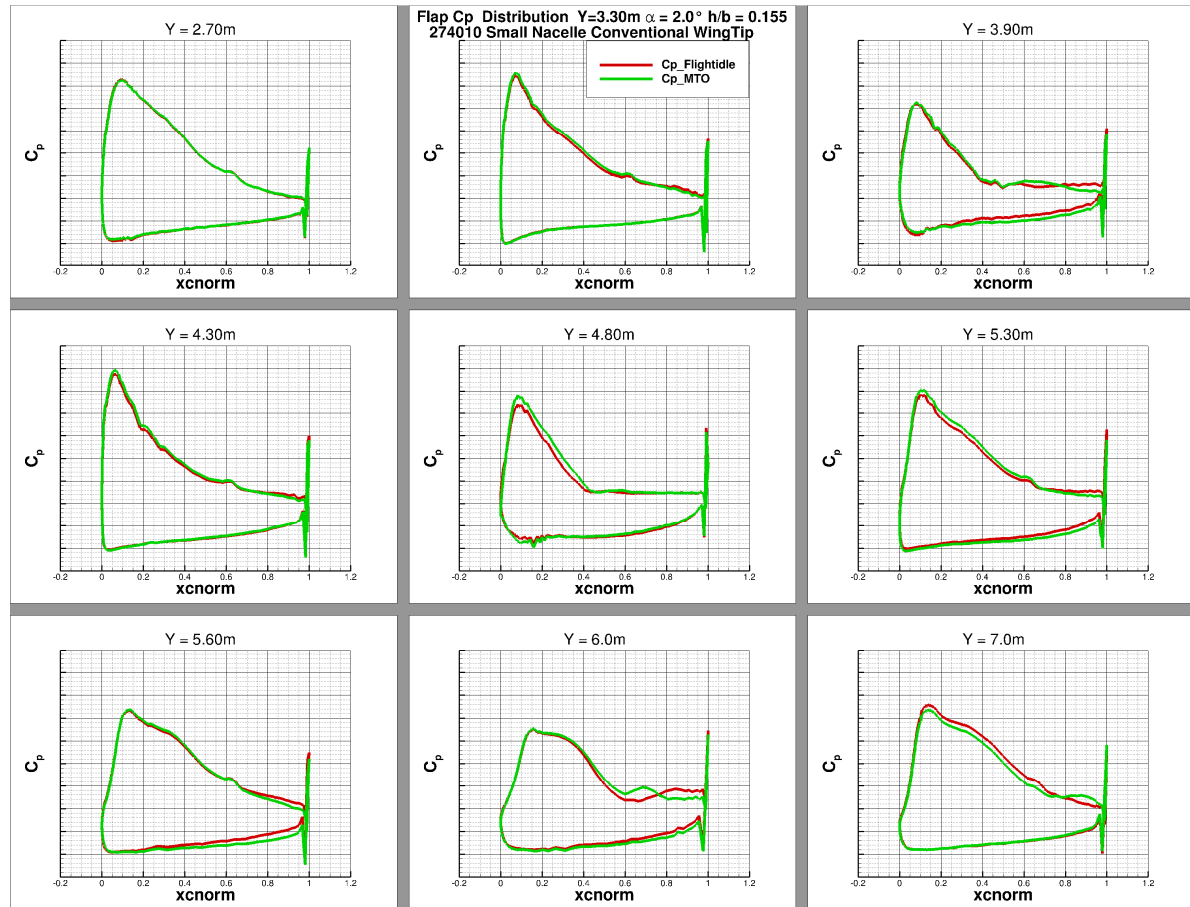 Y = 2.70m
Cp
-0.2 0 0.2 0.4 0.6 0.8 1 1.2
xcnorm
Flap Cp Distribution Y=3.30m α = 2.0° h/b = 0.155
274010 Small Nacelle Conventional WingTip
Cp_Flightidle
Cp_MTO
Cp
-0.2 0 0.2 0.4 0.6 0.8 1 1.2
xcnorm
Y = 3.90m
Cp
-0.2 0 0.2 0.4 0.6 0.8 1 1.2
xcnorm
Y = 4.30m
Cp
-0.2 0 0.2 0.4 0.6 0.8 1 1.2
xcnorm
Y = 4.80m
Cp
-0.2 0 0.2 0.4 0.6 0.8 1 1.2
xcnorm
Y = 5.30m
Cp
-0.2 0 0.2 0.4 0.6 0.8 1 1.2
xcnorm
Y = 5.60m
Cp
-0.2 0 0.2 0.4 0.6 0.8 1 1.2
xcnorm
Y = 6.0m
Cp
-0.2 0 0.2 0.4 0.6 0.8 1 1.2
xcnorm
Y = 7.0m
Cp
-0.2 0 0.2 0.4 0.6 0.8 1 1.2
xcnorm